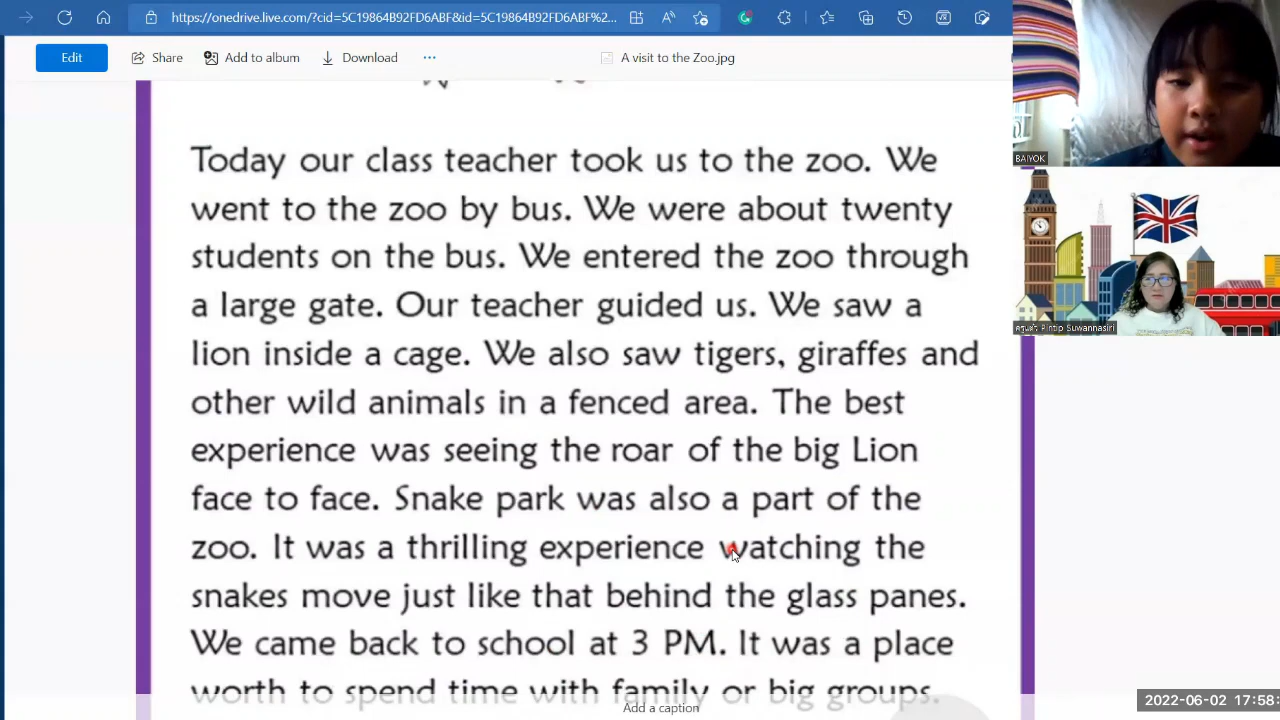 https://onedrive.live.com/?cid=5C19864B92FD6ABF&id=5C19864B92FD6ABF%2...
Edit
Share
Add to album
Download
...
A visit to the Zoo.jpg
Today our class teacher took us to the zoo. We
went to the zoo by bus. We were about twenty
students on the bus. We entered the zoo through
a large gate. Our teacher guided us. We saw a
lion inside a cage. We also saw tigers, giraffes and
other wild animals in a fenced area. The best
experience was seeing the roar of the big Lion
face to face. Snake park was also a part of the
zoo. It was a thrilling experience watching the
snakes move just like that behind the glass panes.
We came back to school at 3 PM. It was a place
worth to spend time with family or big groups.
Add a caption
BAIYOK
Pintip Suwannasiri
2022-06-02 17:58: